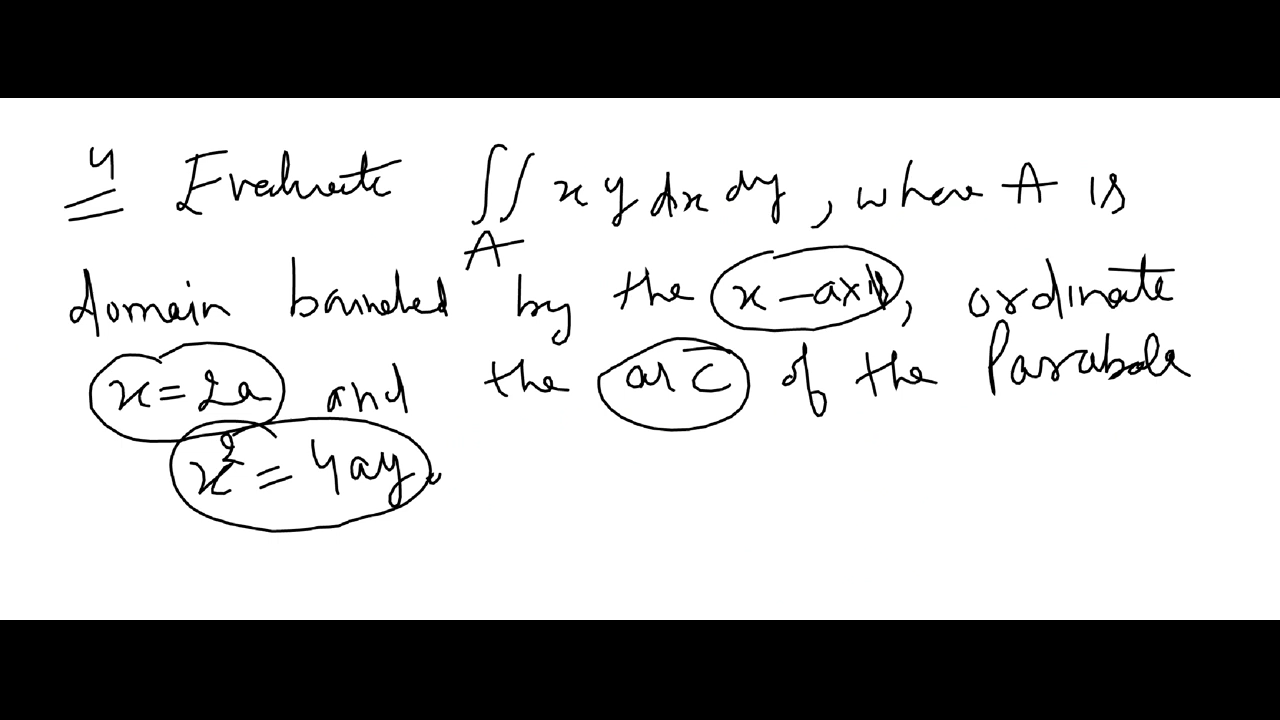 4 Evaluate ∬_A x y dx dy, where A is
domain bounded by the x-axis, ordinate
x = 2a and the arc of the Parabola
x² = 4ay.